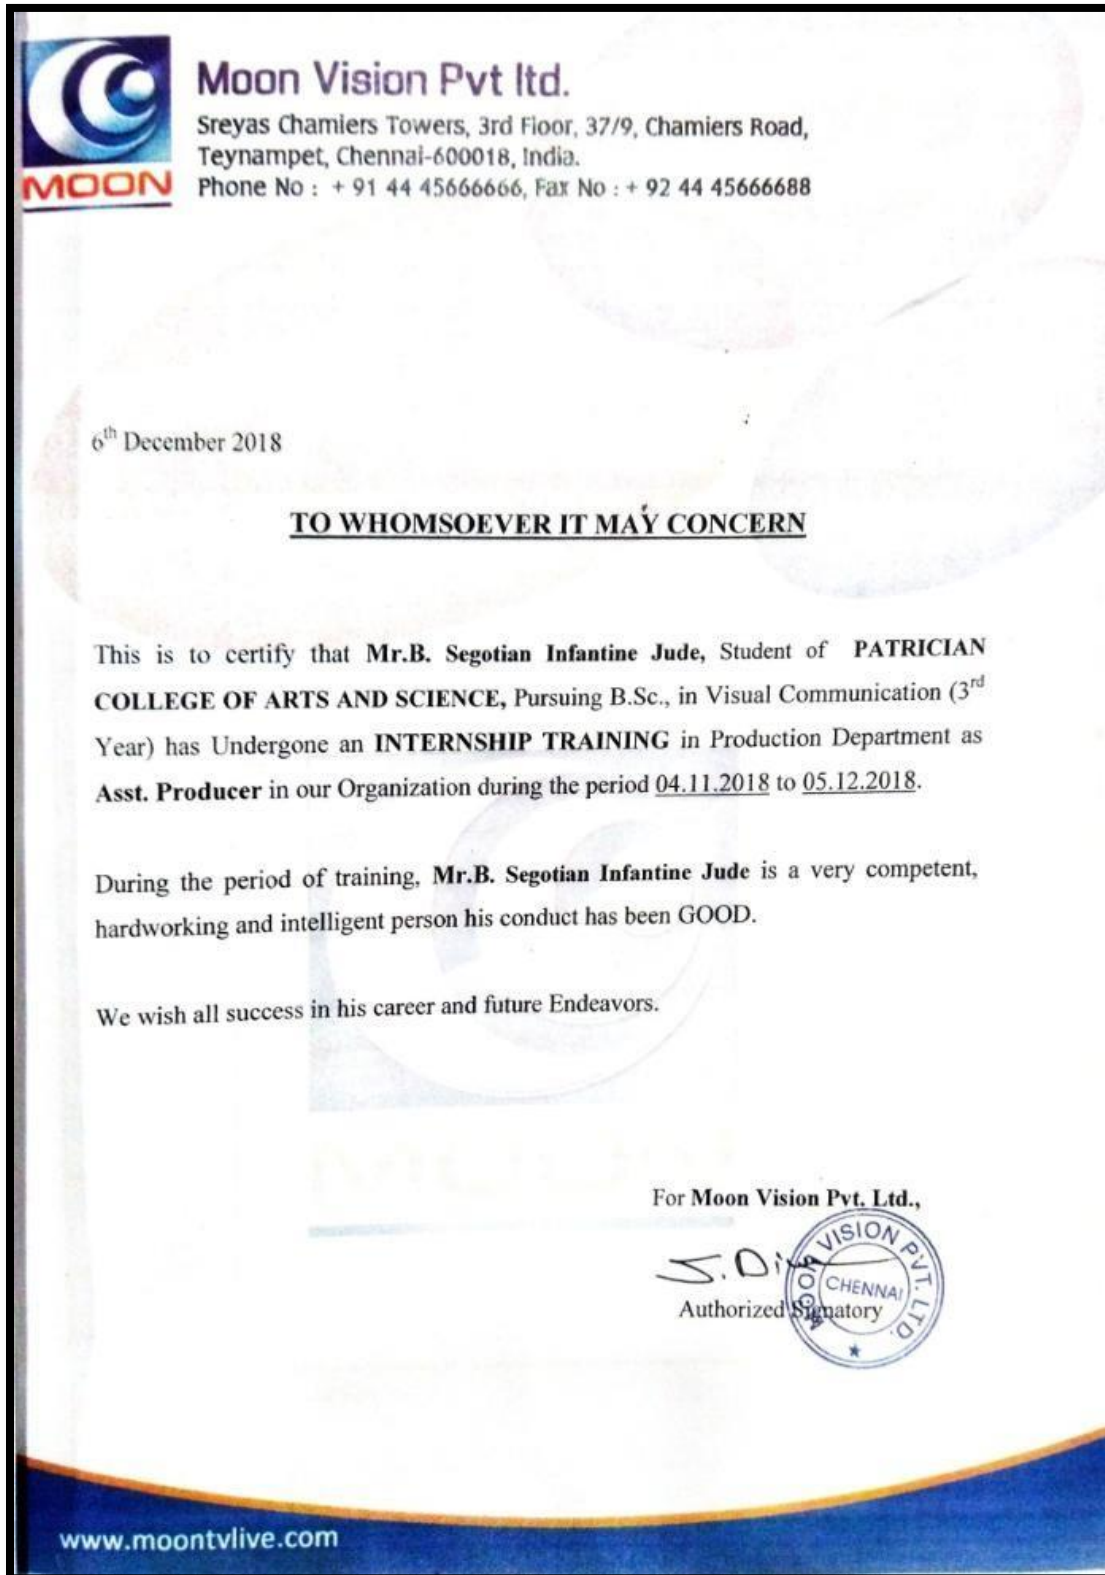 Moon Vision Pvt ltd.
Sreyas Chamiers Towers, 3rd Floor, 37/9, Chamiers Road,
Teynampet, Chennai-600018, India.
MOON
Phone No : + 91 44 45666666, Fax No : + 92 44 45666688
6th December 2018
TO WHOMSOEVER IT MAY CONCERN
This is to certify that Mr.B. Segotian Infantine Jude, Student of PATRICIAN
COLLEGE OF ARTS AND SCIENCE, Pursuing B.Sc., in Visual Communication (3rd
Year) has Undergone an INTERNSHIP TRAINING in Production Department as
Asst. Producer in our Organization during the period 04.11.2018 to 05.12.2018.
During the period of training, Mr.B. Segotian Infantine Jude is a very competent,
hardworking and intelligent person his conduct has been GOOD.
We wish all success in his career and future Endeavors.
For Moon Vision Pvt. Ltd.,
MOON VISION PVT. LTD.
CHENNAI
Authorized Signatory
www.moontvlive.com